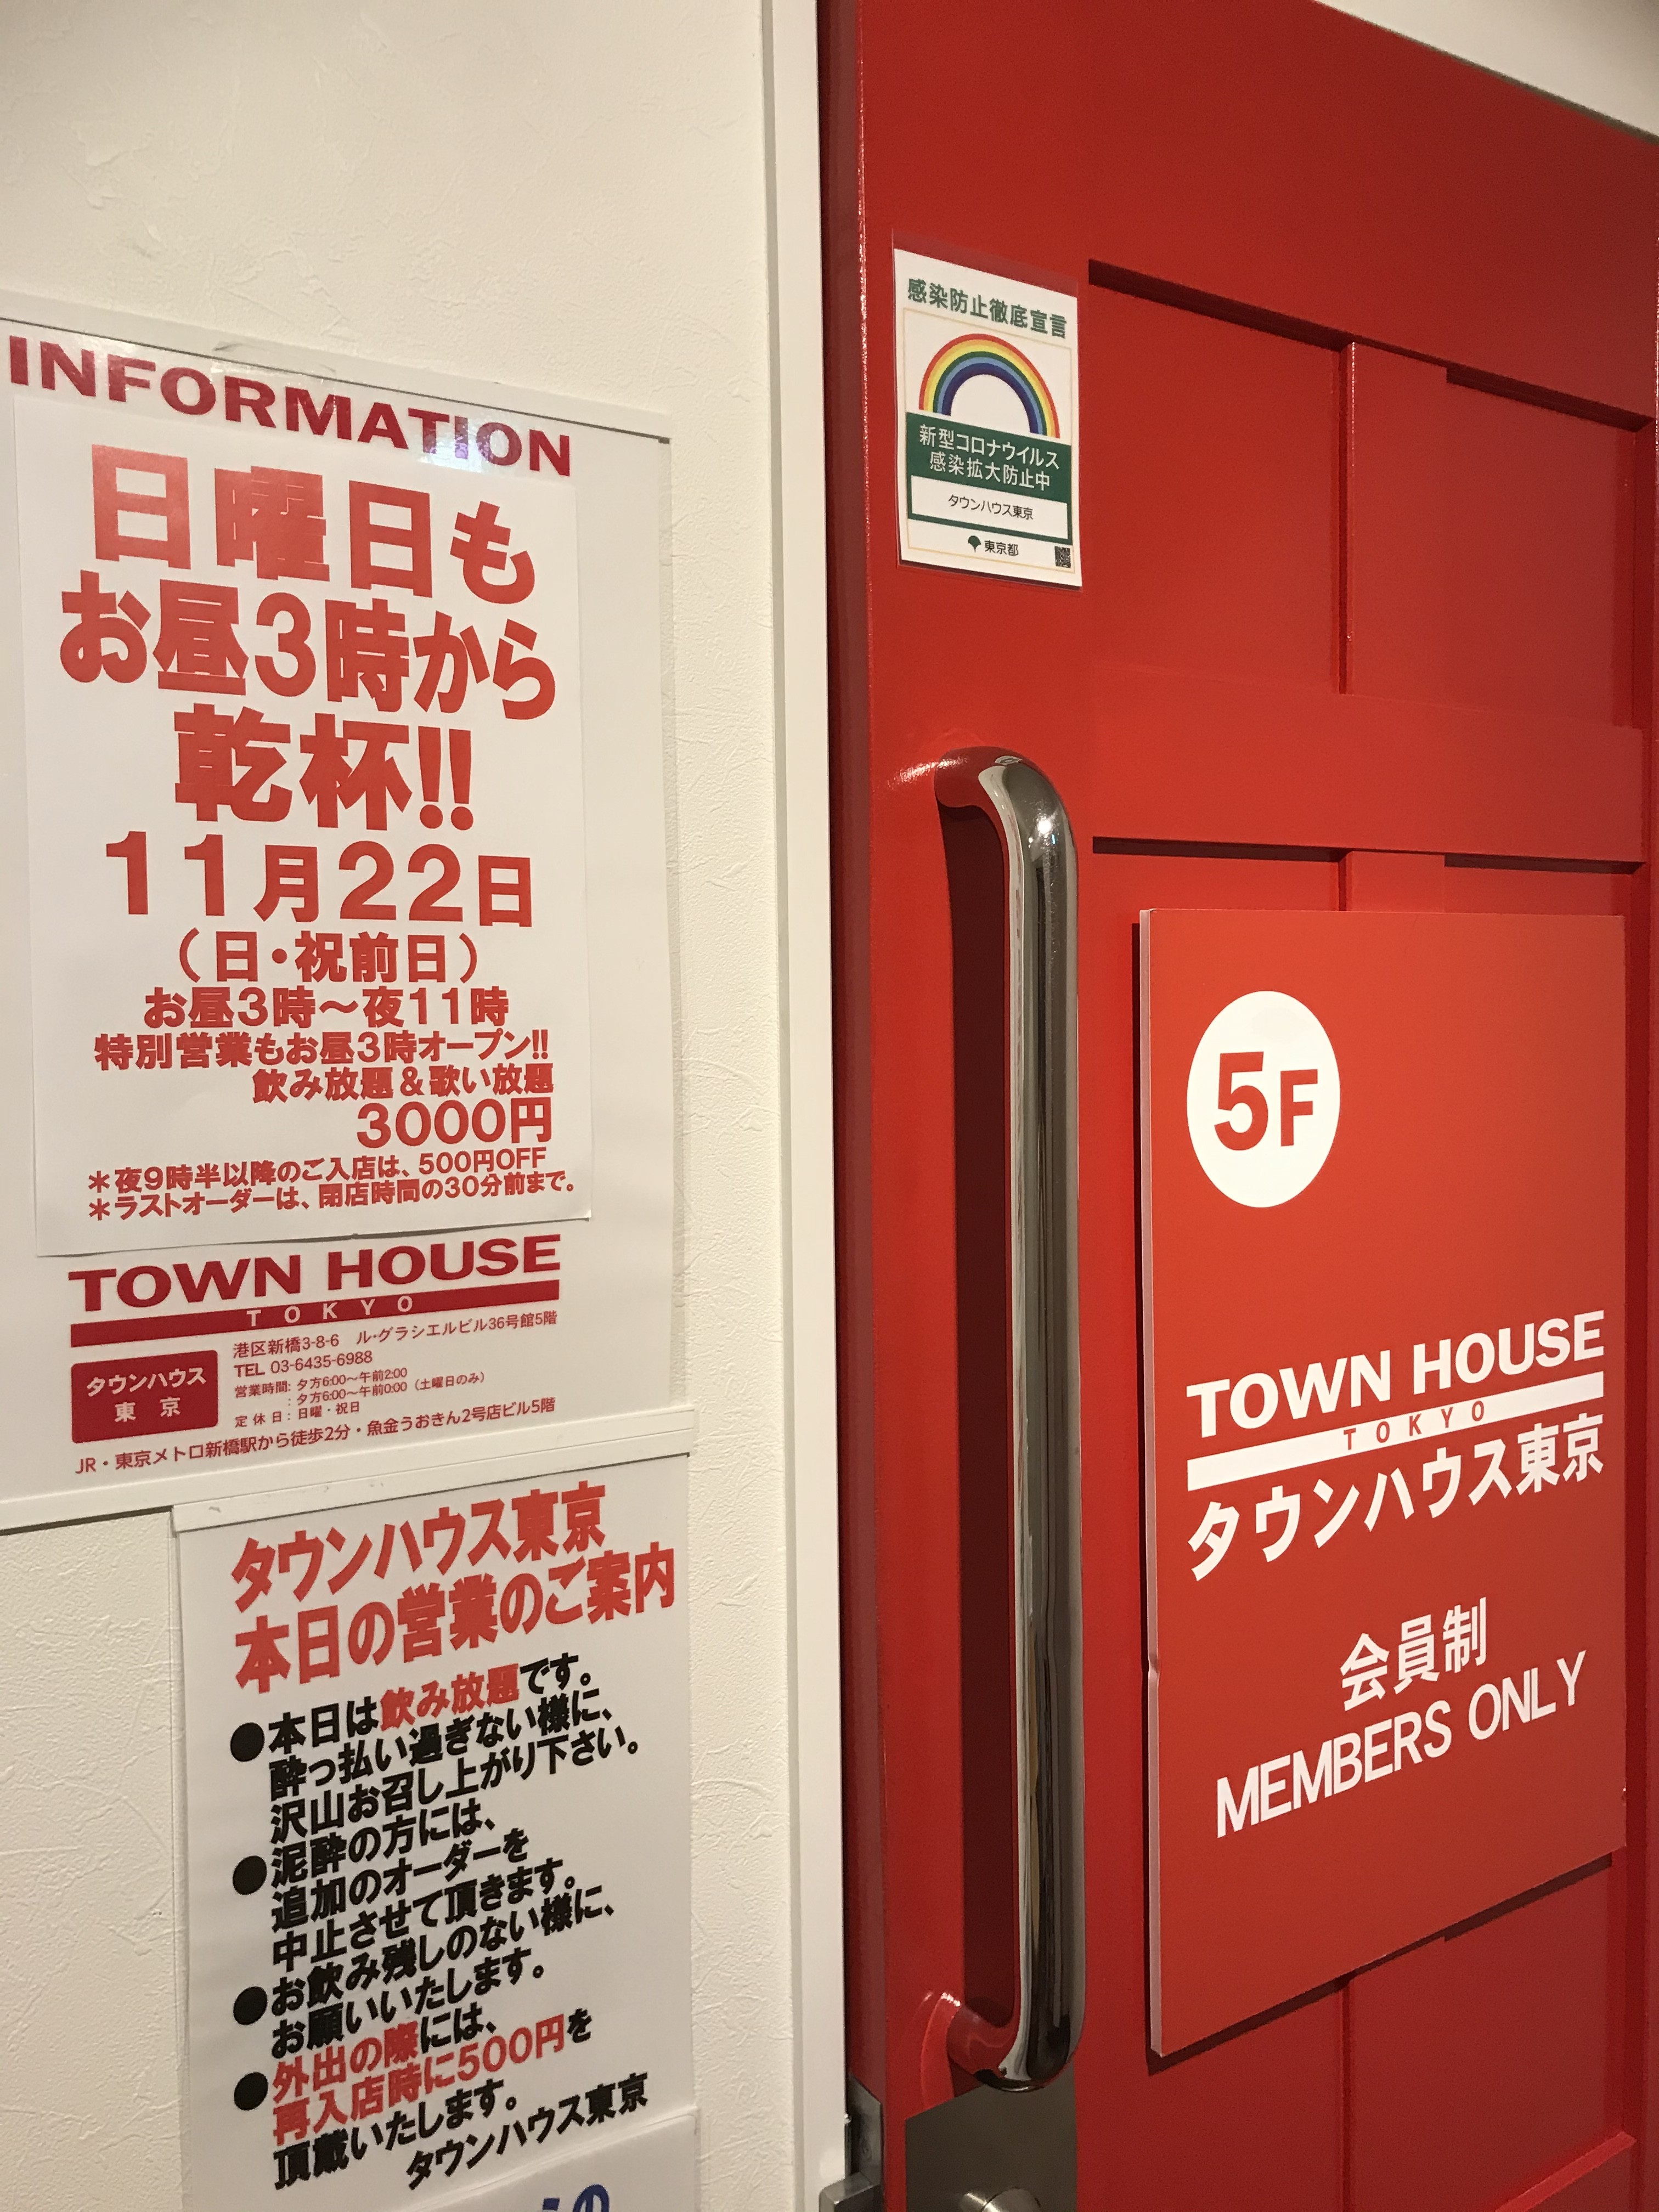 INFORMATION
日曜日も
お昼3時から
乾杯!!
11月22日
（日・祝前日）
お昼3時～夜11時
特別営業もお昼3時オープン!!
飲み放題＆歌い放題
3000円
＊夜9時半以降のご入店は、500円OFF
＊ラストオーダーは、閉店時間の30分前まで。
TOWN HOUSE
TOKYO
タウンハウス
東 京
港区新橋3-8-6 ル・グラシエルビル36号館5階
TEL 03-6435-6988
営業時間: 夕方6:00～午前2:00
: 夕方6:00～午前0:00（土曜日のみ）
定 休 日 : 日曜・祝日
JR・東京メトロ新橋駅から徒歩2分・魚金うおきん2号店ビル5階
タウンハウス東京
本日の営業のご案内
●本日は飲み放題です。
酔っ払い過ぎない様に、
沢山お召し上がり下さい。
●泥酔の方には、
追加のオーダーを
中止させて頂きます。
●お飲み残しのない様に、
お願いいたします。
●外出の際には、
再入店時に500円を
頂戴いたします。
タウンハウス東京
感染防止徹底宣言
新型コロナウイルス
感染拡大防止中
タウンハウス東京
東京都
5F
TOWN HOUSE
TOKYO
タウンハウス東京
会員制
MEMBERS ONLY